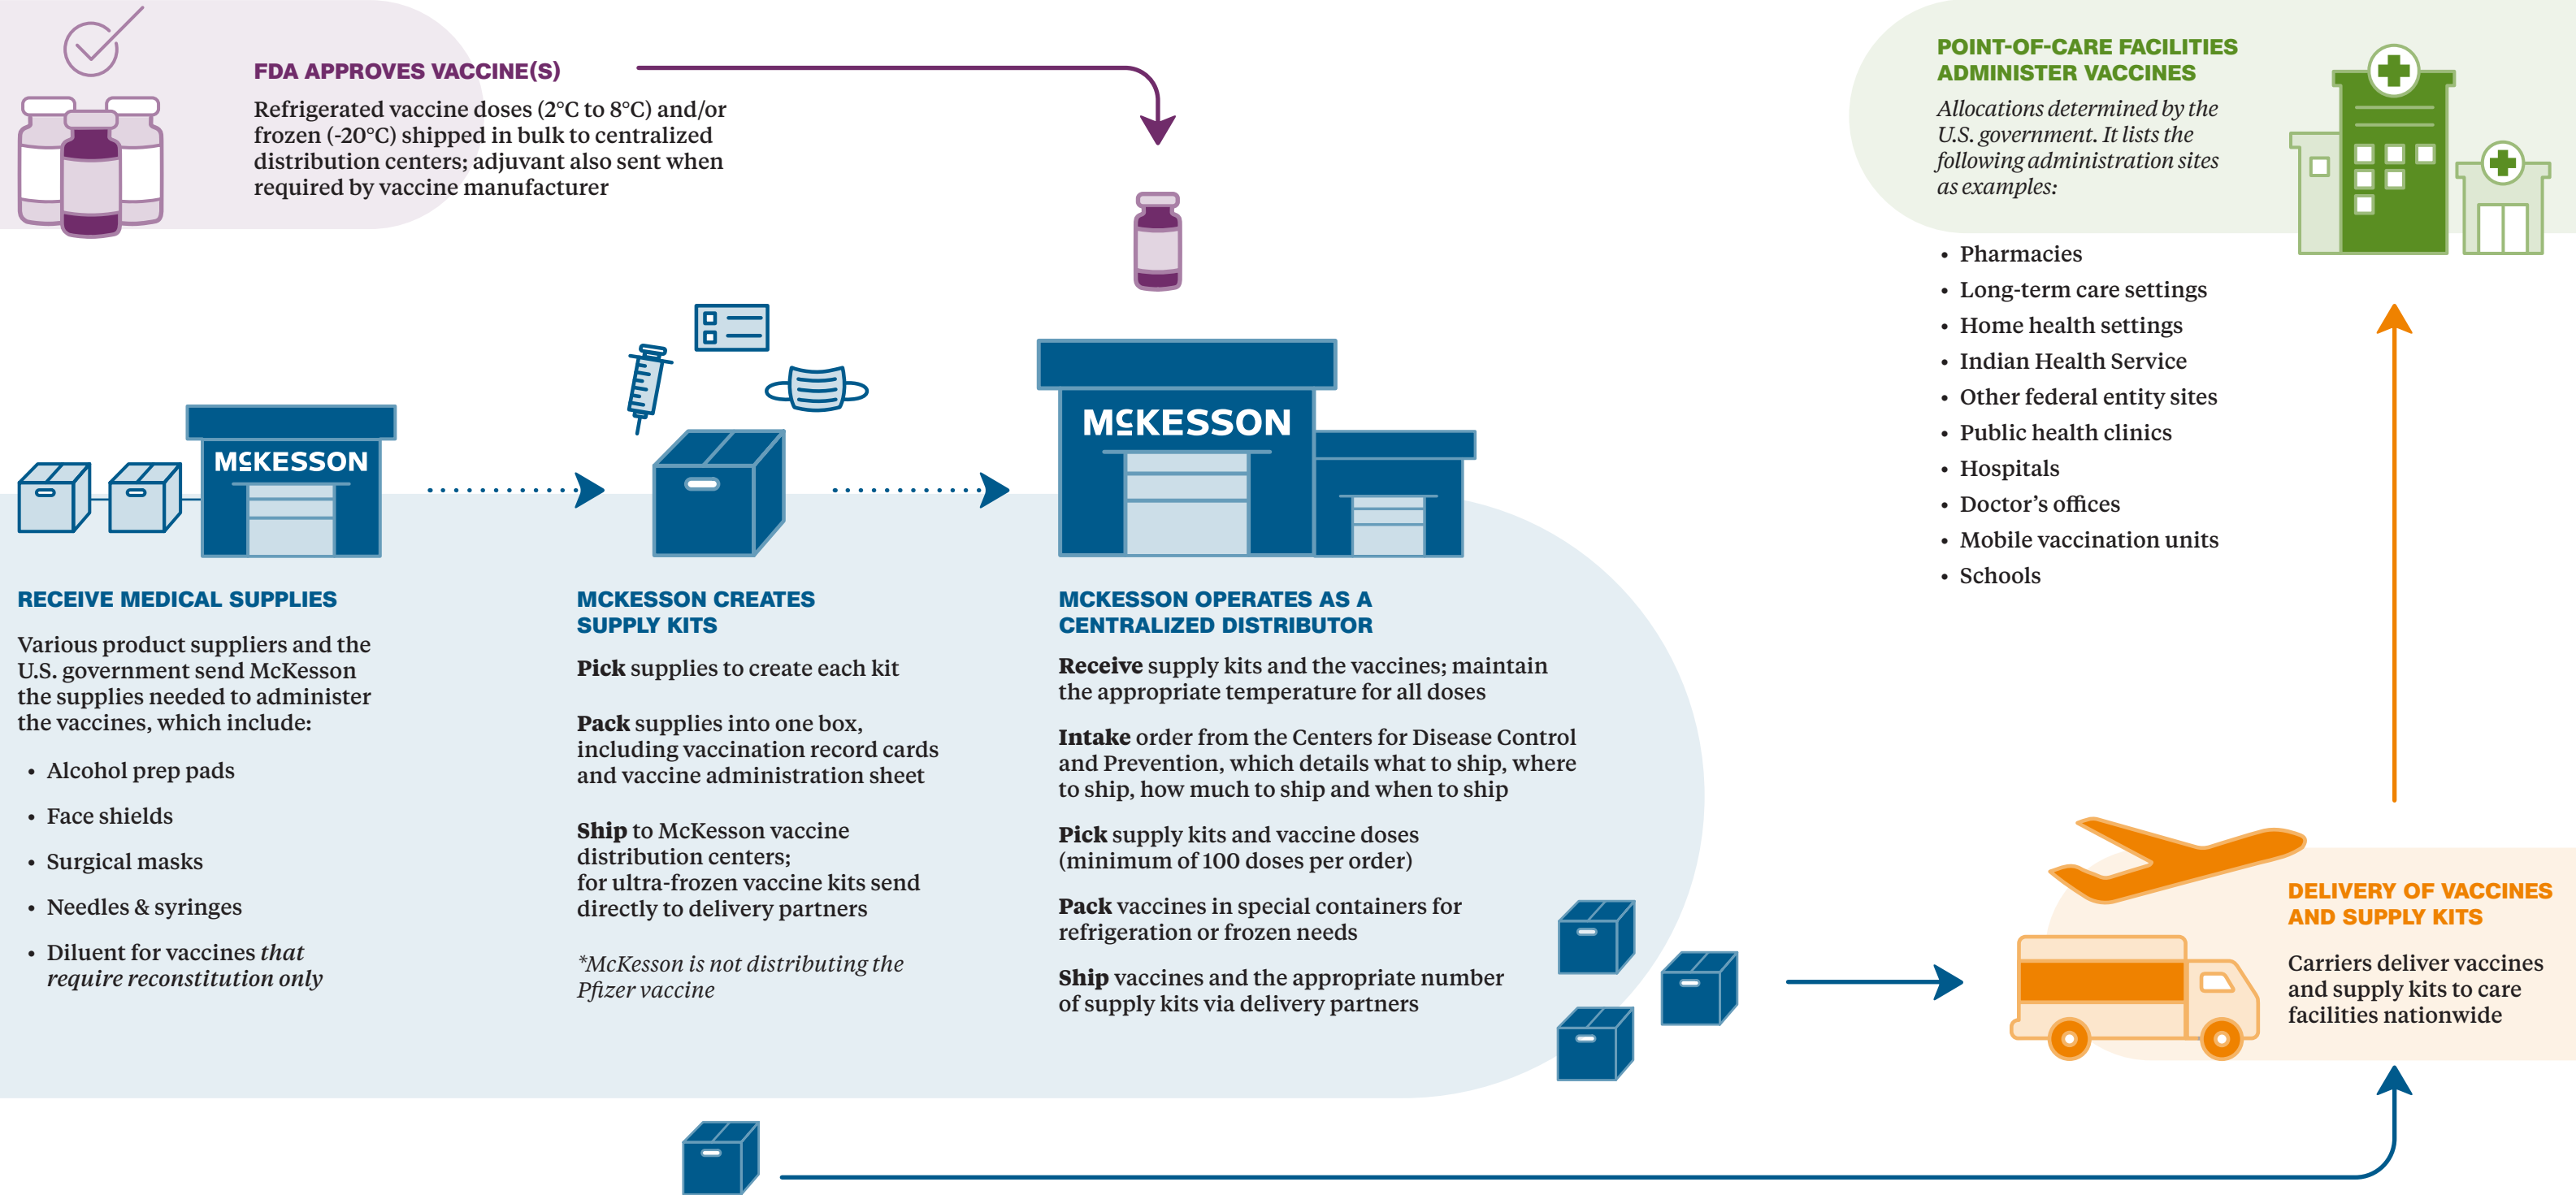 FDA APPROVES VACCINE(S)
Refrigerated vaccine doses (2°C to 8°C) and/or
frozen (-20°C) shipped in bulk to centralized
distribution centers; adjuvant also sent when
required by vaccine manufacturer
McKESSON
RECEIVE MEDICAL SUPPLIES
Various product suppliers and the
U.S. government send McKesson
the supplies needed to administer
the vaccines, which include:
• Alcohol prep pads
• Face shields
• Surgical masks
• Needles & syringes
• Diluent for vaccines that
require reconstitution only
MCKESSON CREATES
SUPPLY KITS
Pick supplies to create each kit
Pack supplies into one box,
including vaccination record cards
and vaccine administration sheet
Ship to McKesson vaccine
distribution centers;
for ultra-frozen vaccine kits send
directly to delivery partners
*McKesson is not distributing the
Pfizer vaccine
McKESSON
MCKESSON OPERATES AS A
CENTRALIZED DISTRIBUTOR
Receive supply kits and the vaccines; maintain
the appropriate temperature for all doses
Intake order from the Centers for Disease Control
and Prevention, which details what to ship, where
to ship, how much to ship and when to ship
Pick supply kits and vaccine doses
(minimum of 100 doses per order)
Pack vaccines in special containers for
refrigeration or frozen needs
Ship vaccines and the appropriate number
of supply kits via delivery partners
DELIVERY OF VACCINES
AND SUPPLY KITS
Carriers deliver vaccines
and supply kits to care
facilities nationwide
POINT-OF-CARE FACILITIES
ADMINISTER VACCINES
Allocations determined by the
U.S. government. It lists the
following administration sites
as examples:
• Pharmacies
• Long-term care settings
• Home health settings
• Indian Health Service
• Other federal entity sites
• Public health clinics
• Hospitals
• Doctor’s offices
• Mobile vaccination units
• Schools